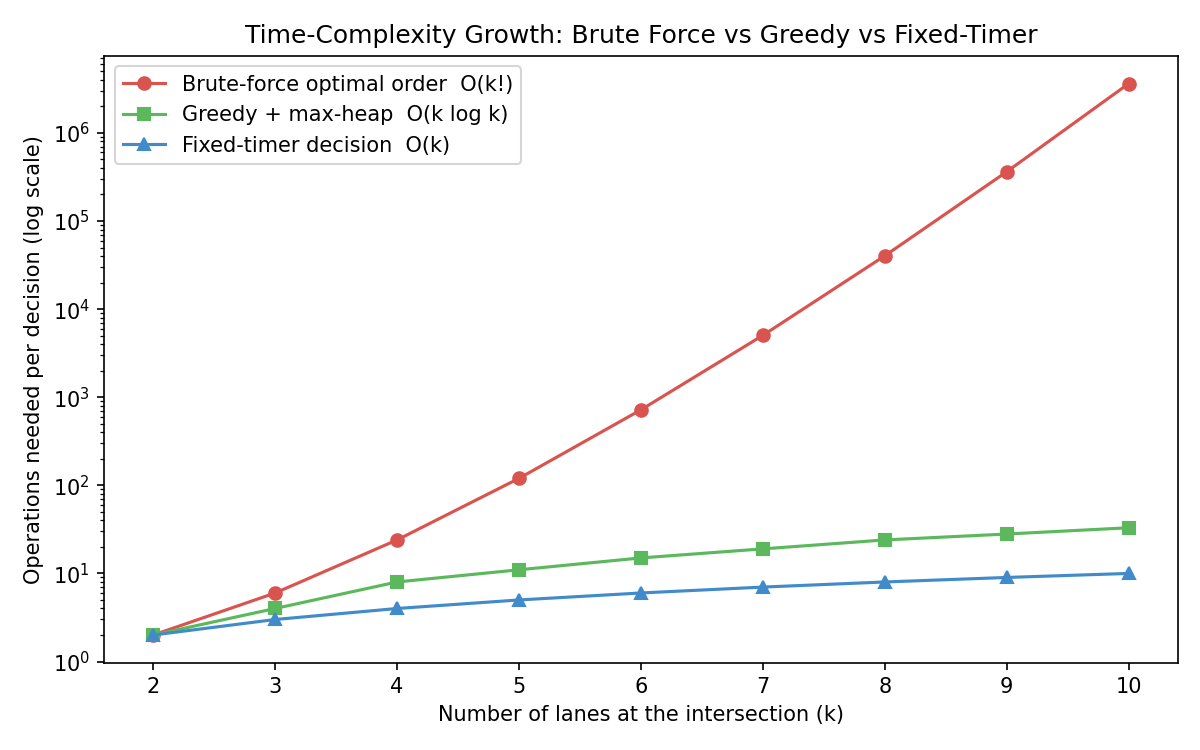 Time-Complexity Growth: Brute Force vs Greedy vs Fixed-Timer
Brute-force optimal order  O(k!)
Greedy + max-heap  O(k log k)
Fixed-timer decision  O(k)
Operations needed per decision (log scale)
10⁶
10⁵
10⁴
10³
10²
10¹
10⁰
2 3 4 5 6 7 8 9 10
Number of lanes at the intersection (k)